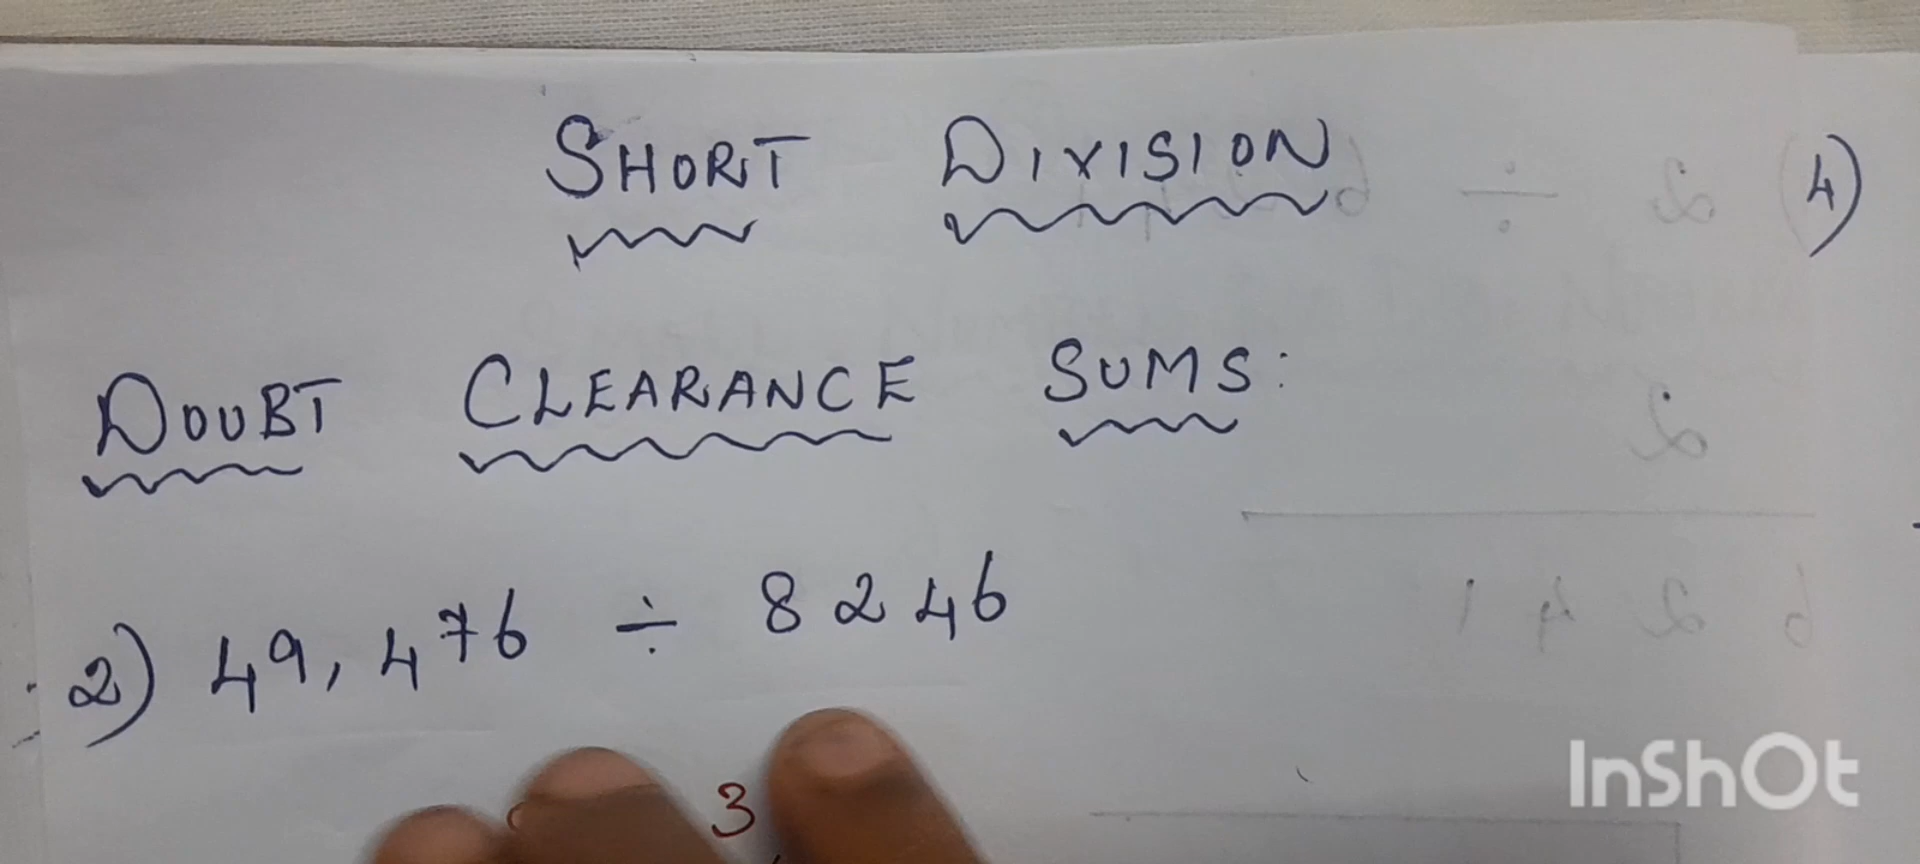 SHORT DIVISION
4)
DOUBT CLEARANCE SUMS:
2) 49,476 ÷ 8246
3
InShOt